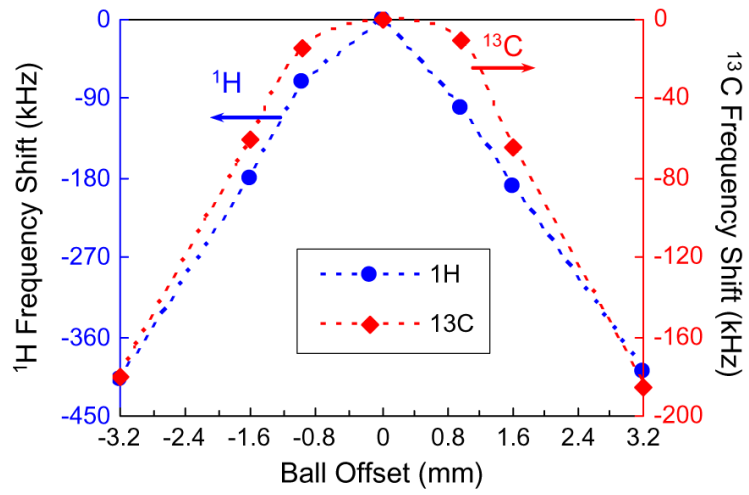 ¹H Frequency Shift (kHz)
0
-90
-180
-270
-360
-450
¹H
¹³C
1H
13C
0
-40
-80
-120
-160
-200
¹³C Frequency Shift (kHz)
-3.2 -2.4 -1.6 -0.8 0 0.8 1.6 2.4 3.2
Ball Offset (mm)